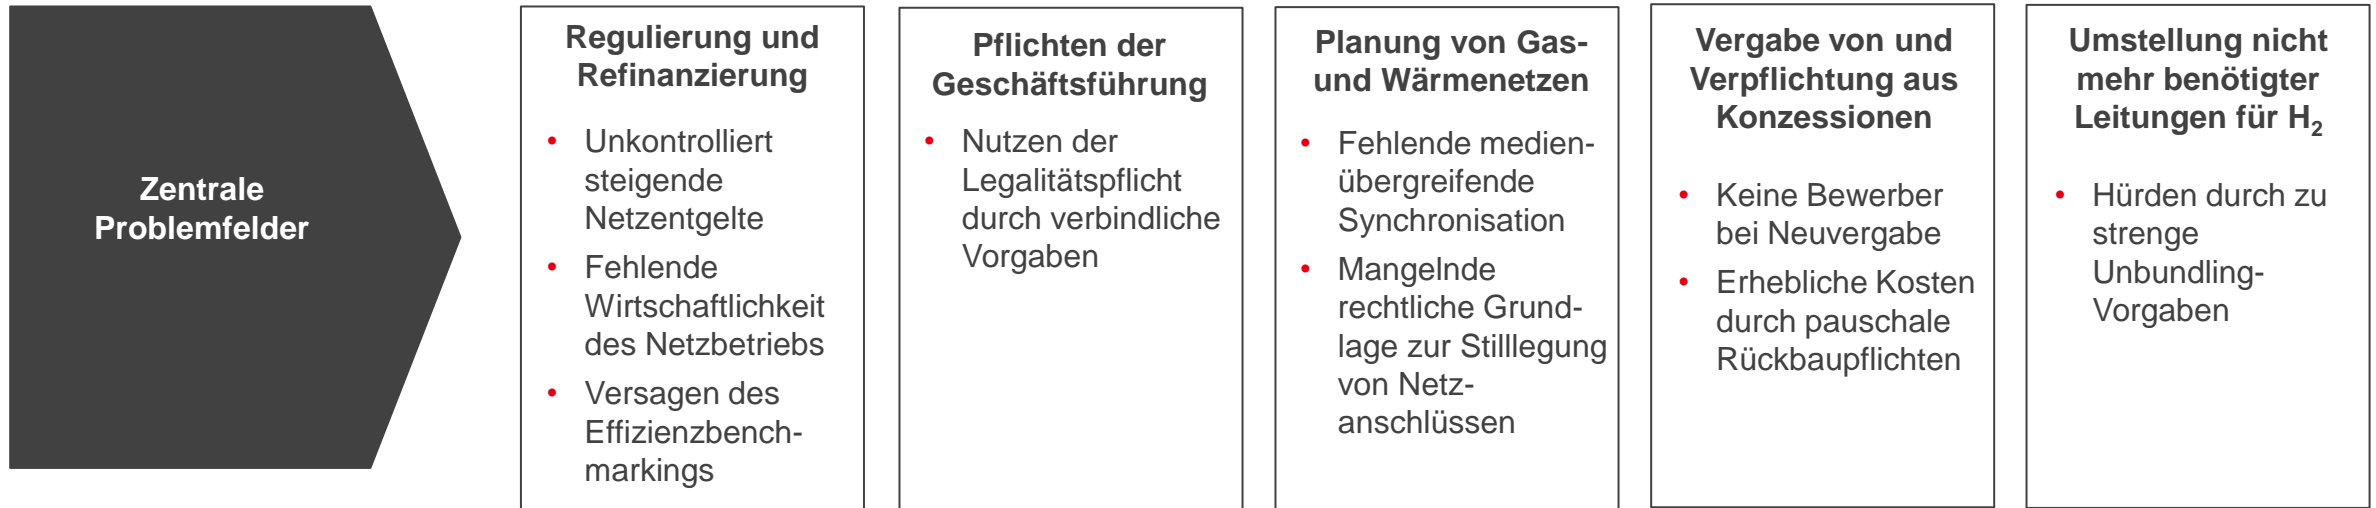 Zentrale
Problemfelder
Regulierung und
Refinanzierung
• Unkontrolliert
steigende
Netzentgelte
• Fehlende
Wirtschaftlichkeit
des Netzbetriebs
• Versagen des
Effizienzbench-
markings
Pflichten der
Geschäftsführung
• Nutzen der
Legalitätspflicht
durch verbindliche
Vorgaben
Planung von Gas-
und Wärmenetzen
• Fehlende medien-
übergreifende
Synchronisation
• Mangelnde
rechtliche Grund-
lage zur Stilllegung
von Netz-
anschlüssen
Vergabe von und
Verpflichtung aus
Konzessionen
• Keine Bewerber
bei Neuvergabe
• Erhebliche Kosten
durch pauschale
Rückbaupflichten
Umstellung nicht
mehr benötigter
Leitungen für H₂
• Hürden durch zu
strenge
Unbundling-
Vorgaben